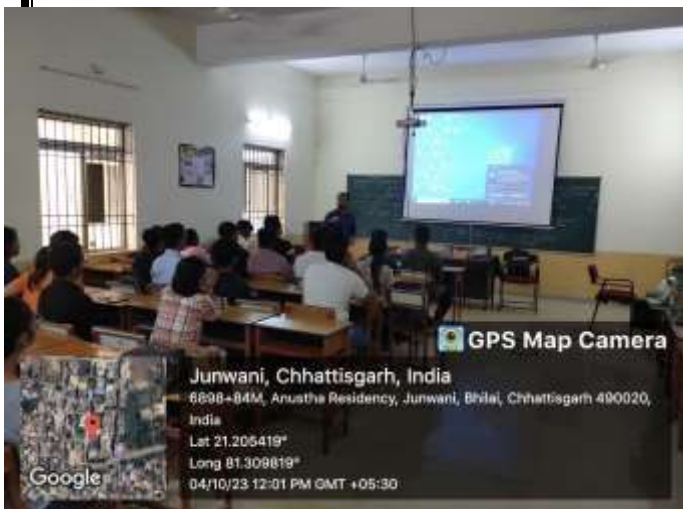 GPS Map Camera
Junwani, Chhattisgarh, India
6898+84M, Anustha Residency, Junwani, Bhilai, Chhattisgarh 490020,
India
Lat 21.205419°
Long 81.309819°
04/10/23 12:01 PM GMT +05:30
Google